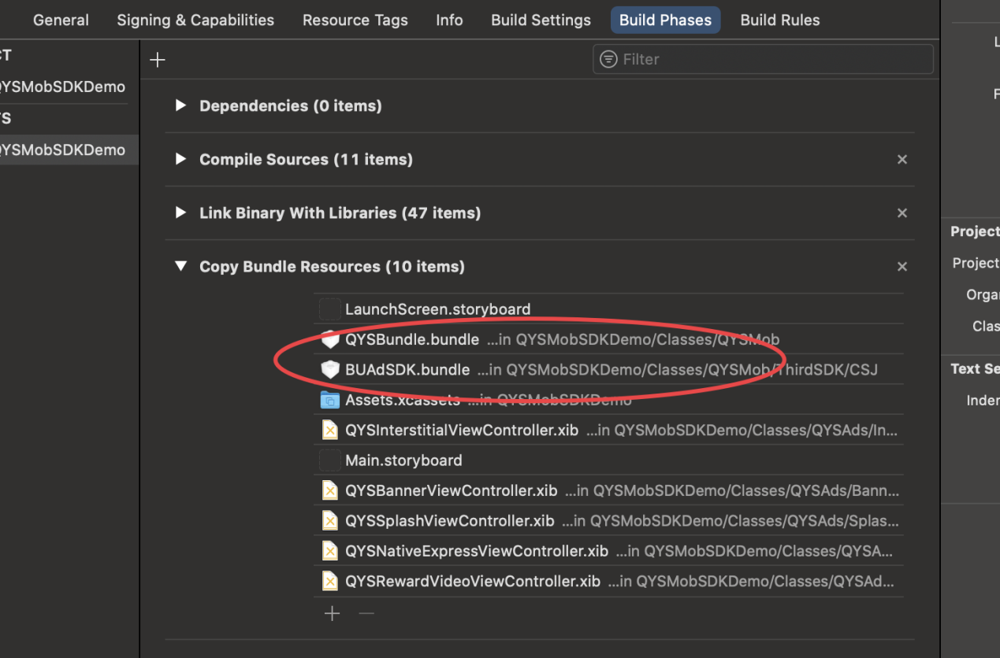 General Signing & Capabilities Resource Tags Info Build Settings Build Phases Build Rules
CT
Filter
QYSMobSDKDemo
Dependencies (0 items)
TS
QYSMobSDKDemo
Compile Sources (11 items)
Link Binary With Libraries (47 items)
Project
Project
Copy Bundle Resources (10 items)
Organ
LaunchScreen.storyboard
Clas
QYSBundle.bundle ...in QYSMobSDKDemo/Classes/QYSMob
BUAdSDK.bundle ...in QYSMobSDKDemo/Classes/QYSMob/ThirdSDK/CSJ
Text Se
Assets.xcassets ...in QYSMobSDKDemo
Inden
QYSInterstitialViewController.xib ...in QYSMobSDKDemo/Classes/QYSAds/In...
Main.storyboard
QYSBannerViewController.xib ...in QYSMobSDKDemo/Classes/QYSAds/Bann...
QYSSplashViewController.xib ...in QYSMobSDKDemo/Classes/QYSAds/Splas...
QYSNativeExpressViewController.xib ...in QYSMobSDKDemo/Classes/QYSA...
QYSRewardVideoViewController.xib ...in QYSMobSDKDemo/Classes/QYSAd...